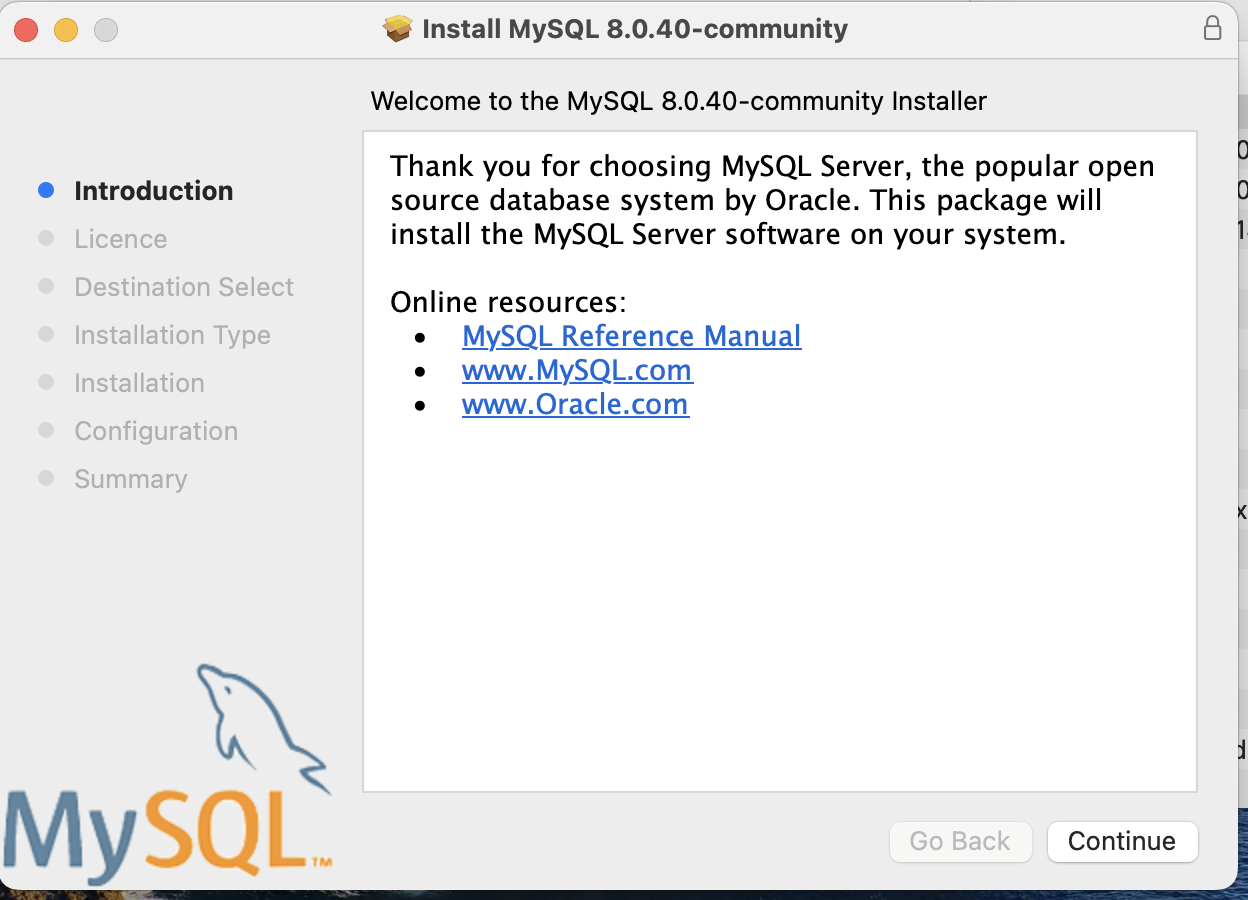 Install MySQL 8.0.40-community
Welcome to the MySQL 8.0.40-community Installer
Introduction
Licence
Destination Select
Installation Type
Installation
Configuration
Summary
Thank you for choosing MySQL Server, the popular open
source database system by Oracle. This package will
install the MySQL Server software on your system.
Online resources:
• MySQL Reference Manual
• www.MySQL.com
• www.Oracle.com
MySQL™
Go Back
Continue